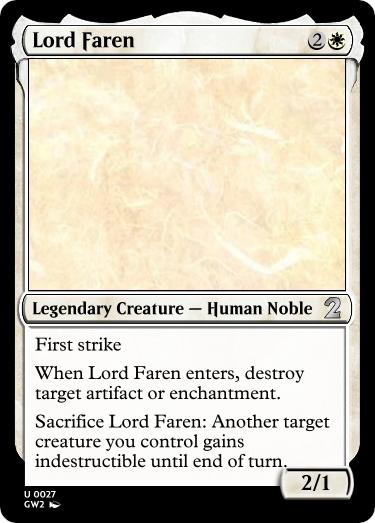 Lord Faren 2
Legendary Creature — Human Noble 2
First strike
When Lord Faren enters, destroy
target artifact or enchantment.
Sacrifice Lord Faren: Another target
creature you control gains
indestructible until end of turn.
2/1
U 0027
GW2